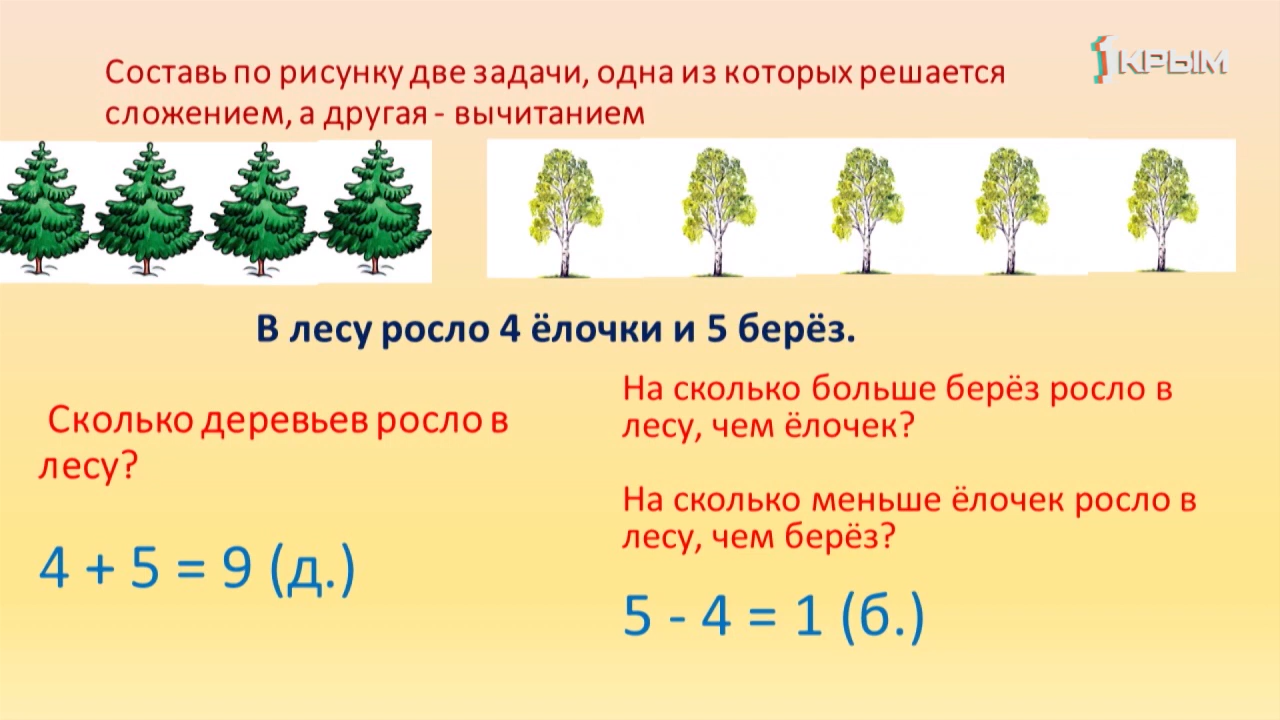 Составь по рисунку две задачи, одна из которых решается
сложением, а другая - вычитанием
1 КРЫМ
В лесу росло 4 ёлочки и 5 берёз.
Сколько деревьев росло в
лесу?
4 + 5 = 9 (д.)
На сколько больше берёз росло в
лесу, чем ёлочек?
На сколько меньше ёлочек росло в
лесу, чем берёз?
5 - 4 = 1 (б.)